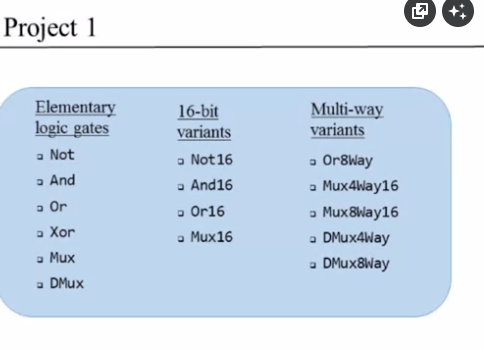 Project 1
Elementary
logic gates
Not
And
Or
Xor
Mux
DMux
16-bit
variants
Not16
And16
Or16
Mux16
Multi-way
variants
Or8Way
Mux4Way16
Mux8Way16
DMux4Way
DMux8Way